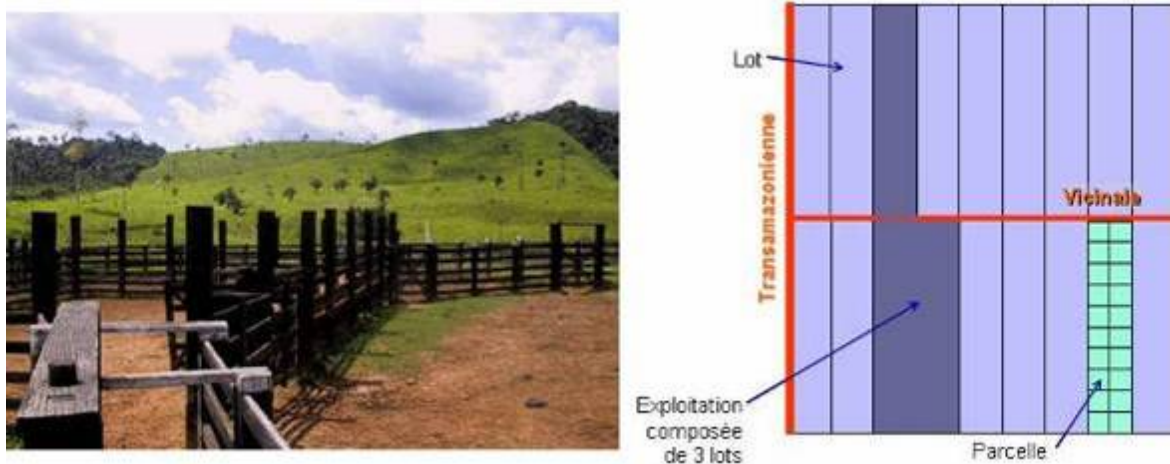 Lot
Transamazonienne
Vicinale
Exploitation
composée
de 3 lots
Parcelle